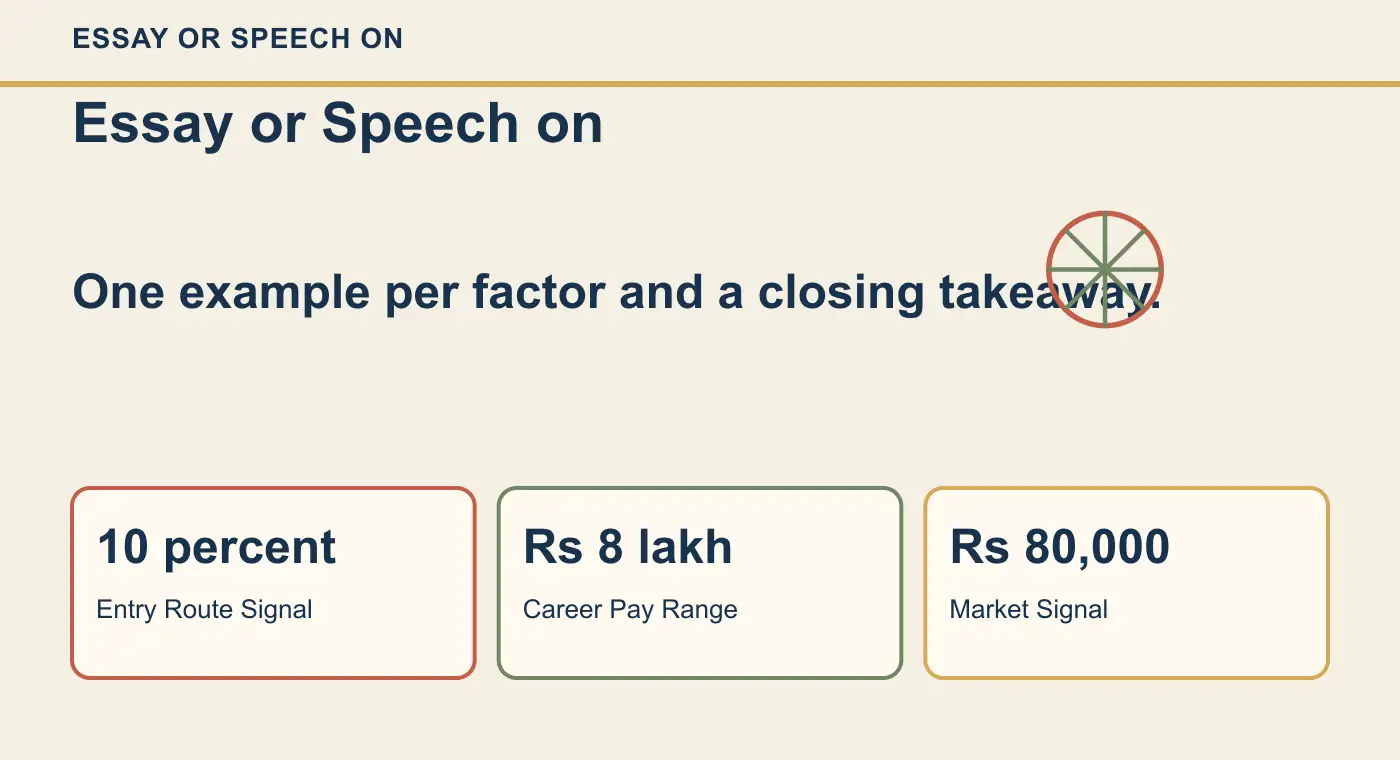 ESSAY OR SPEECH ON
Essay or Speech on
One example per factor and a closing takeaway.
10 percent
Entry Route Signal
Rs 8 lakh
Career Pay Range
Rs 80,000
Market Signal